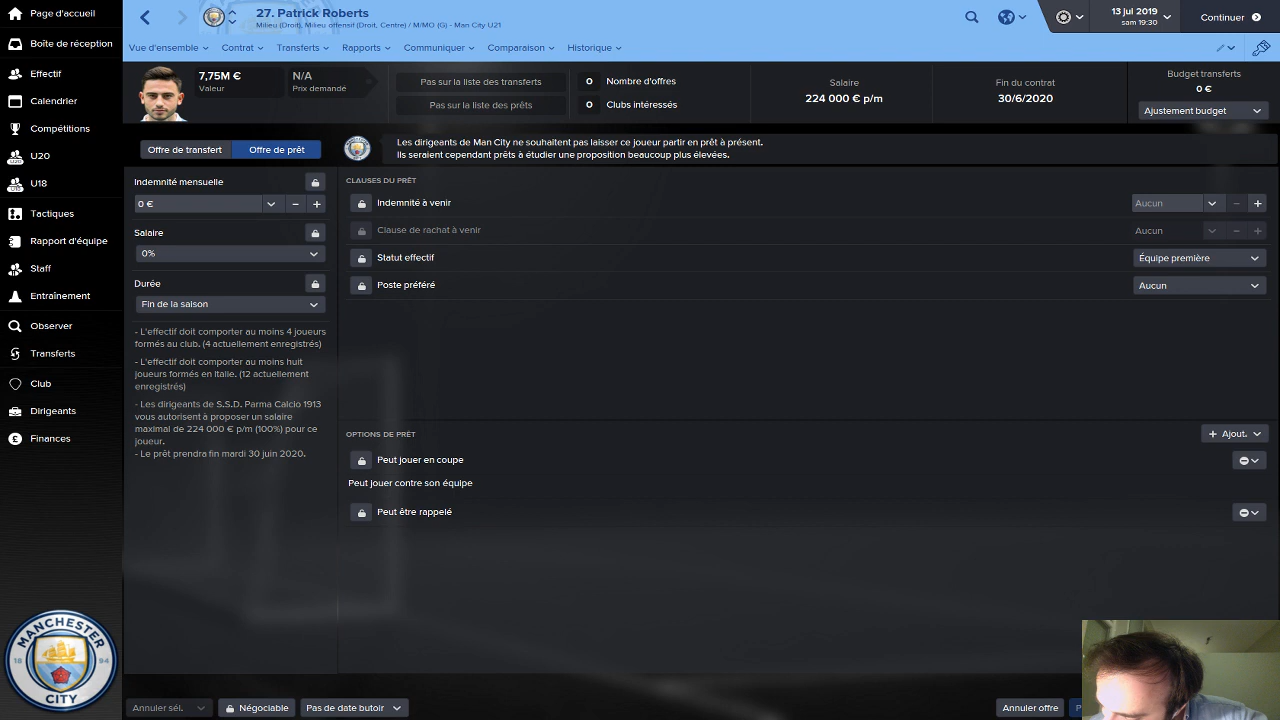 Page d'accueil
Boîte de réception
Effectif
Calendrier
Compétitions
U20
U20
U18
U18
Tactiques
Rapport d'équipe
Staff
Entraînement
Observer
Transferts
Club
Dirigeants
Finances
MANCHESTER
18 94
CITY
27. Patrick Roberts
Milieu (Droit), Milieu offensif (Droit, Centre) / M/MO (G) - Man City U21
13 jul 2019
sam 19:30
Continuer
Vue d'ensemble
Contrat
Transferts
Rapports
Communiquer
Comparaison
Historique
7,75M €
Valeur
N/A
Prix demandé
Pas sur la liste des transferts
Pas sur la liste des prêts
0 Nombre d'offres
0 Clubs intéressés
Salaire
224 000 € p/m
Fin du contrat
30/6/2020
Budget transferts
0 €
Ajustement budget
Offre de transfert
Offre de prêt
Les dirigeants de Man City ne souhaitent pas laisser ce joueur partir en prêt à présent.
Ils seraient cependant prêts à étudier une proposition beaucoup plus élevées.
Indemnité mensuelle
0 €
Salaire
0%
Durée
Fin de la saison
- L'effectif doit comporter au moins 4 joueurs
formés au club. (4 actuellement enregistrés)
- L'effectif doit comporter au moins huit
joueurs formés en Italie. (12 actuellement
enregistrés)
- Les dirigeants de S.S.D. Parma Calcio 1913
vous autorisent à proposer un salaire
maximal de 224 000 € p/m (100%) pour ce
joueur.
- Le prêt prendra fin mardi 30 juin 2020.
CLAUSES DU PRÊT
Indemnité à venir
Aucun
Clause de rachat à venir
Aucun
Statut effectif
Équipe première
Poste préféré
Aucun
OPTIONS DE PRÊT
+ Ajout.
Peut jouer en coupe
Peut jouer contre son équipe
Peut être rappelé
Annuler sél.
Négociable
Pas de date butoir
Annuler offre